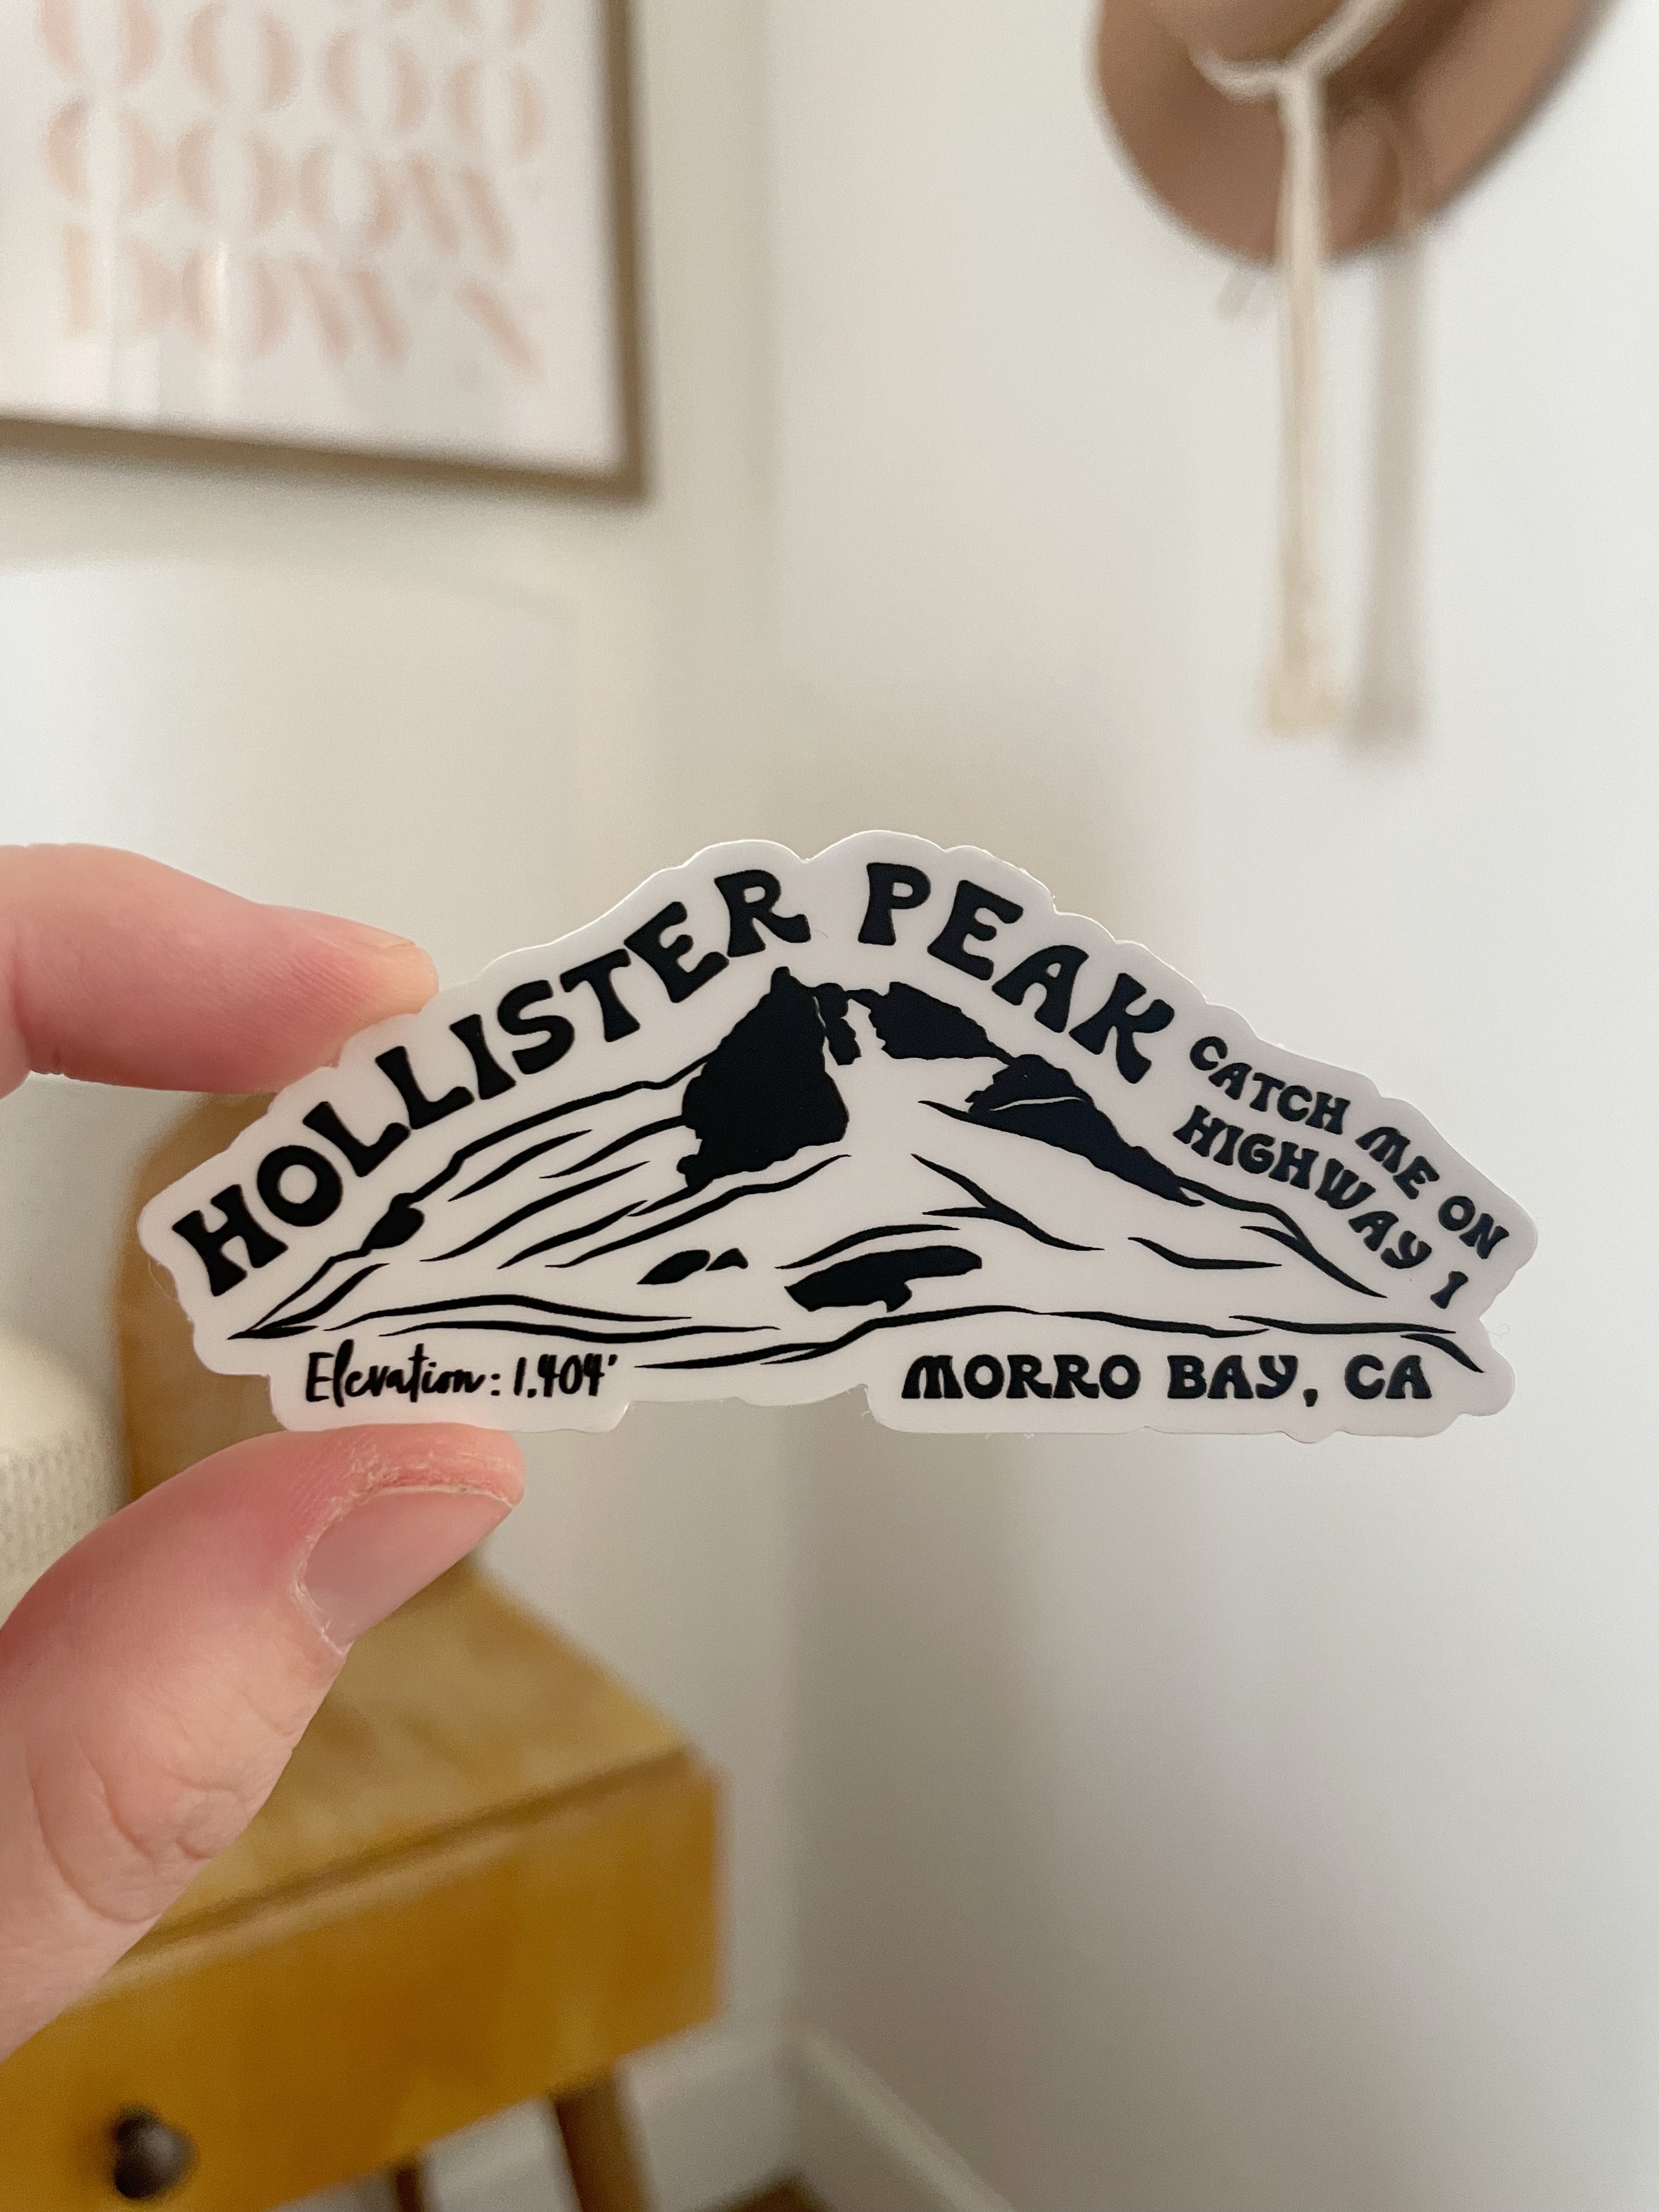 HOLLISTER PEAK
CATCH ME ON
HIGHWAY 1
Elevation: 1,404'
MORRO BAY, CA